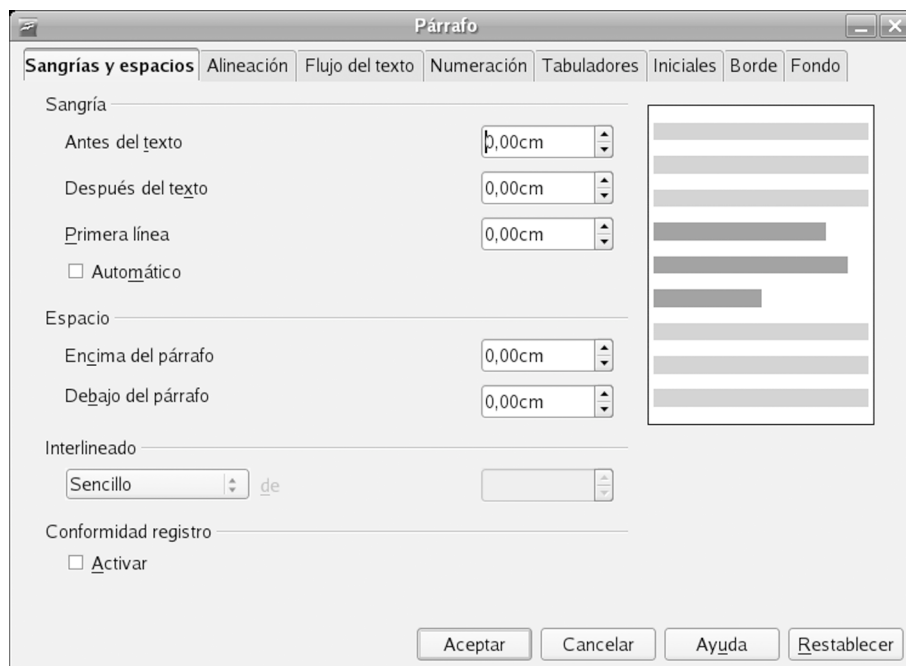 Párrafo
Sangrías y espacios Alineación Flujo del texto Numeración Tabuladores Iniciales Borde Fondo
Sangría
Antes del texto 0,00cm
Después del texto 0,00cm
Primera línea 0,00cm
Automático
Espacio
Encima del párrafo 0,00cm
Debajo del párrafo 0,00cm
Interlineado
Sencillo de
Conformidad registro
Activar
Aceptar Cancelar Ayuda Restablecer